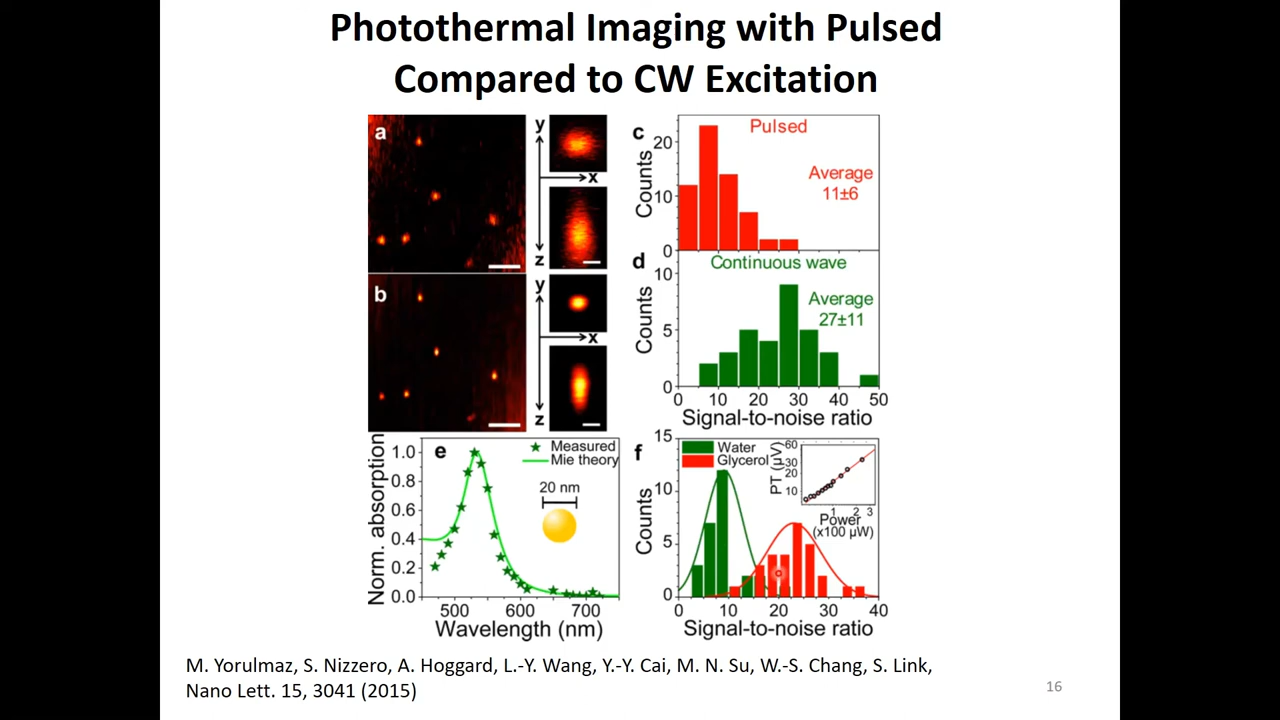 Photothermal Imaging with Pulsed
Compared to CW Excitation
a
y
x
z
b
y
x
z
c
Pulsed
Average
11±6
Counts
20
10
0
d
Continuous wave
Average
27±11
Counts
10
5
0
0 10 20 30 40 50
Signal-to-noise ratio
e
Measured
Mie theory
20 nm
Norm. absorption
1.0
0.8
0.6
0.4
0.2
0.0
500 600 700
Wavelength (nm)
f
Water
Glycerol
Counts
15
10
5
0
0 10 20 30 40
Signal-to-noise ratio
PT (µV)
60
30
20
10
1 2 3
Power
(x100 µW)
M. Yorulmaz, S. Nizzero, A. Hoggard, L.-Y. Wang, Y.-Y. Cai, M. N. Su, W.-S. Chang, S. Link,
Nano Lett. 15, 3041 (2015)
16